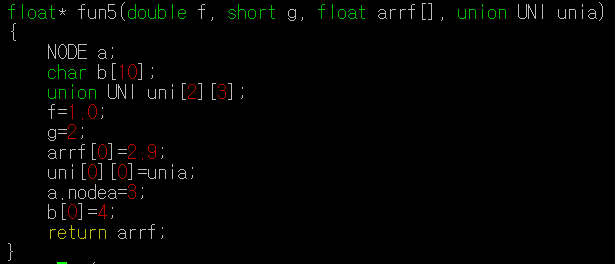 float* fun5(double f, short g, float arrf[], union UNI unia)
{
    NODE a;
    char b[10];
    union UNI uni[2][3];
    f=1.0;
    g=2;
    arrf[0]=2.9;
    uni[0][0]=unia;
    a.nodea=3;
    b[0]=4;
    return arrf;
}